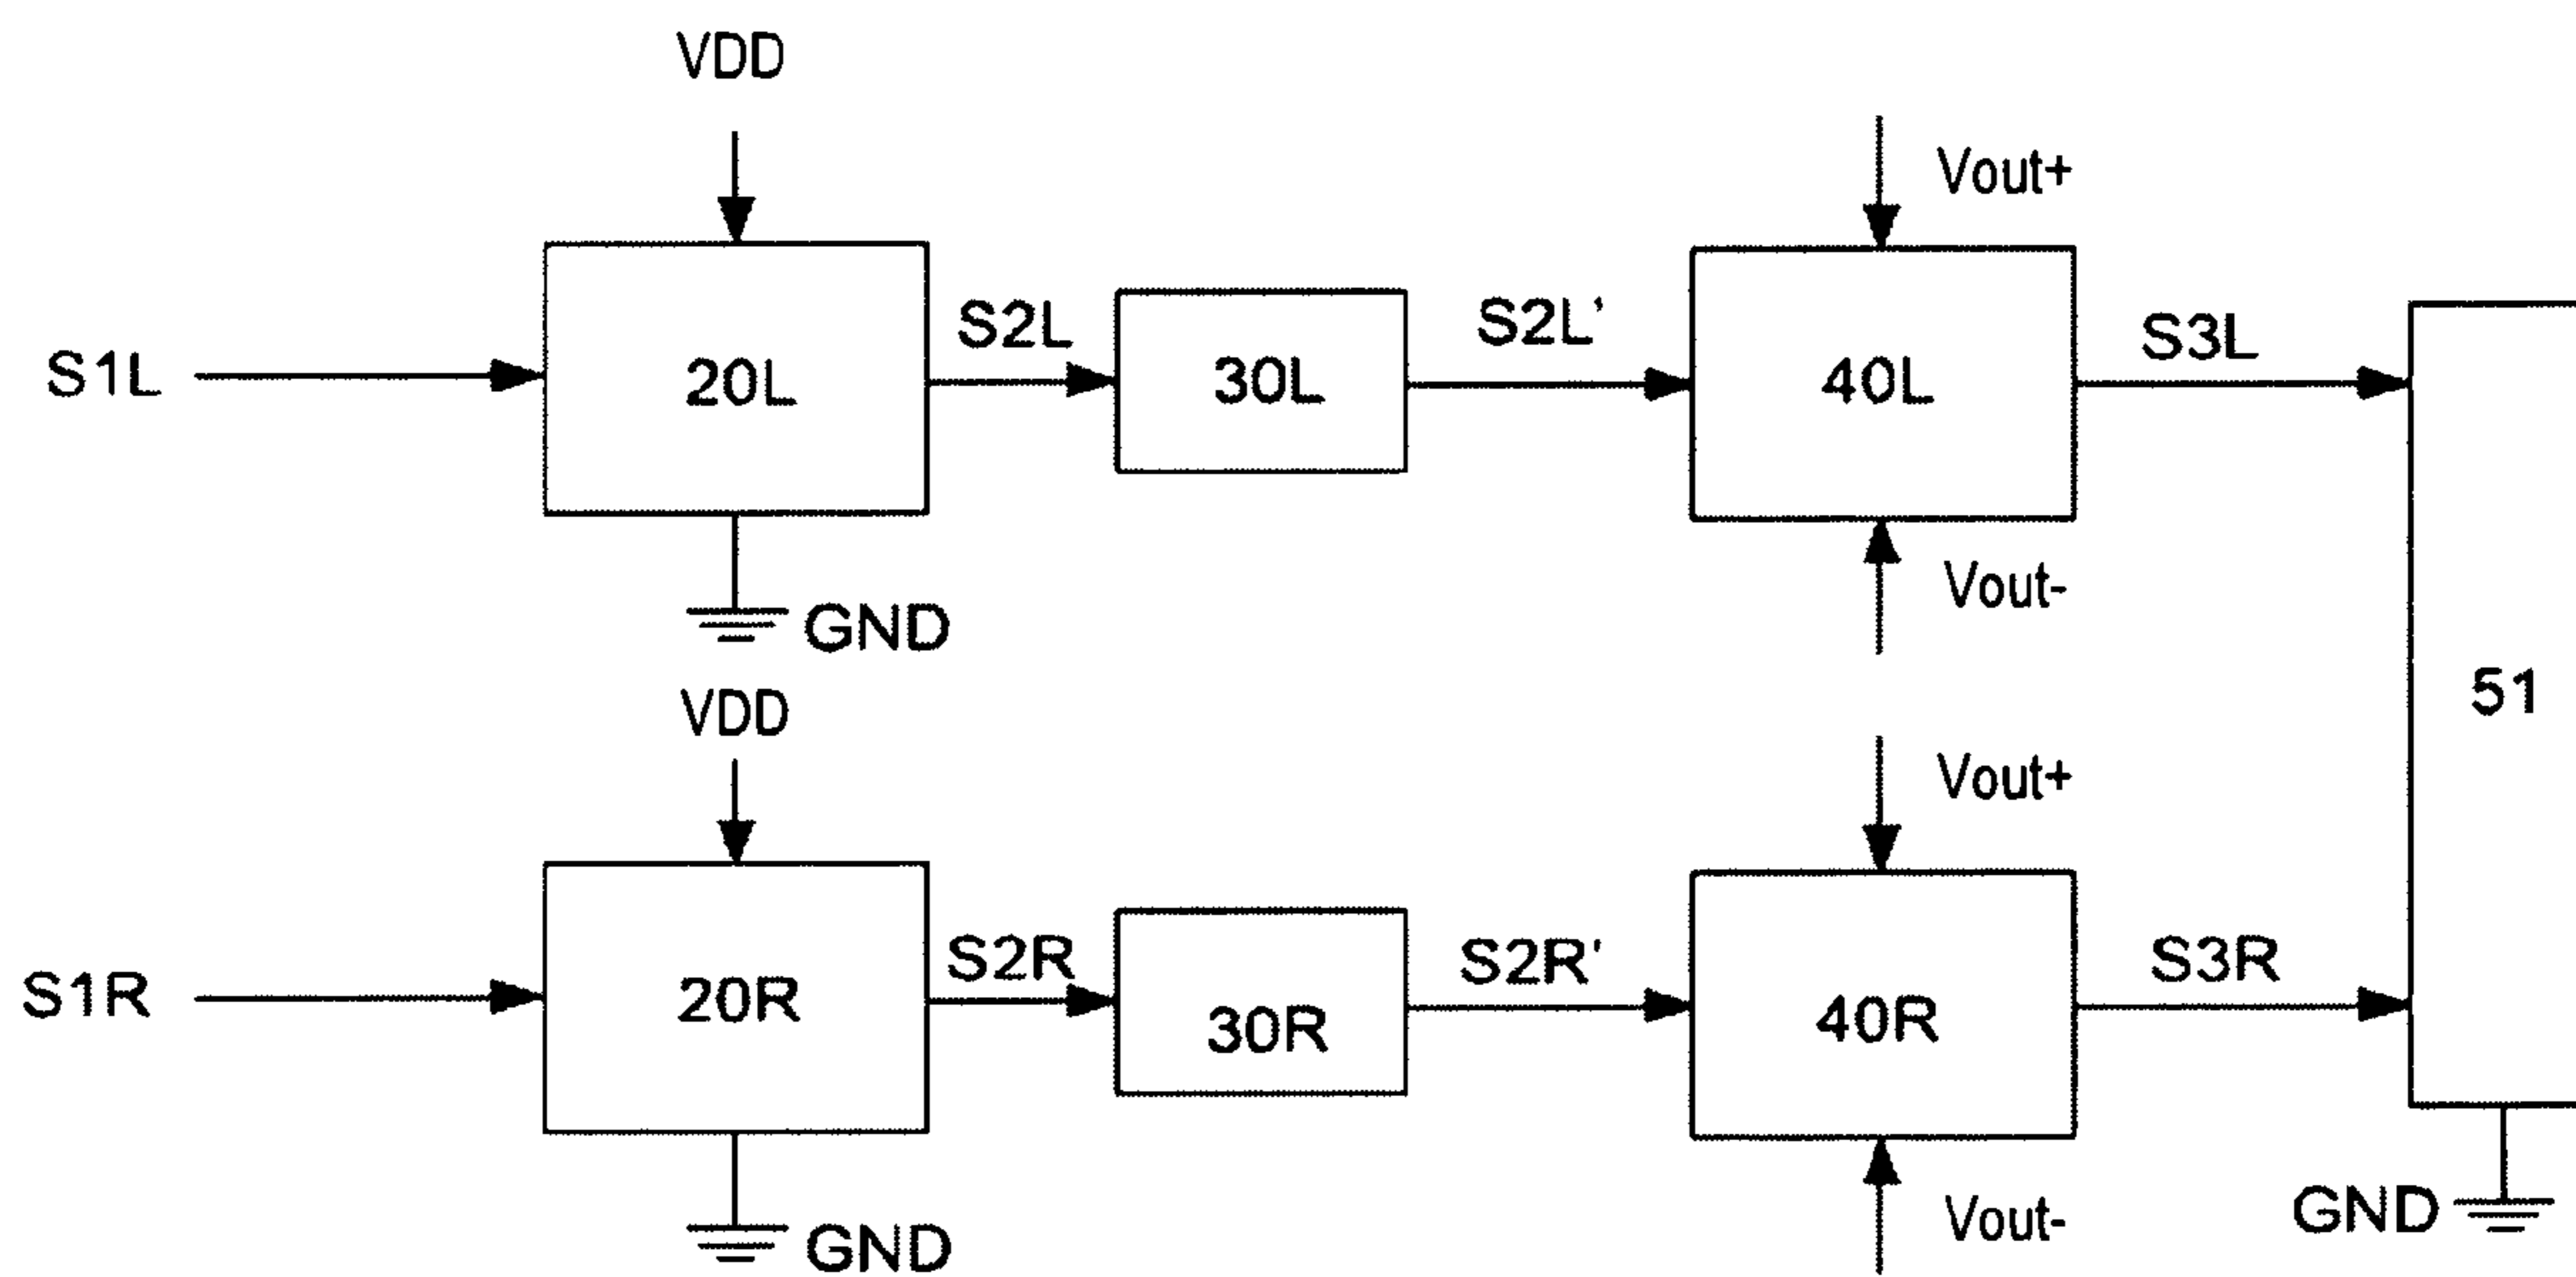 VDD
Vout+
S1L
20L
S2L
30L
S2L'
40L
S3L
Vout-
GND
VDD
51
Vout+
S1R
20R
S2R
30R
S2R'
40R
S3R
GND
Vout-
GND